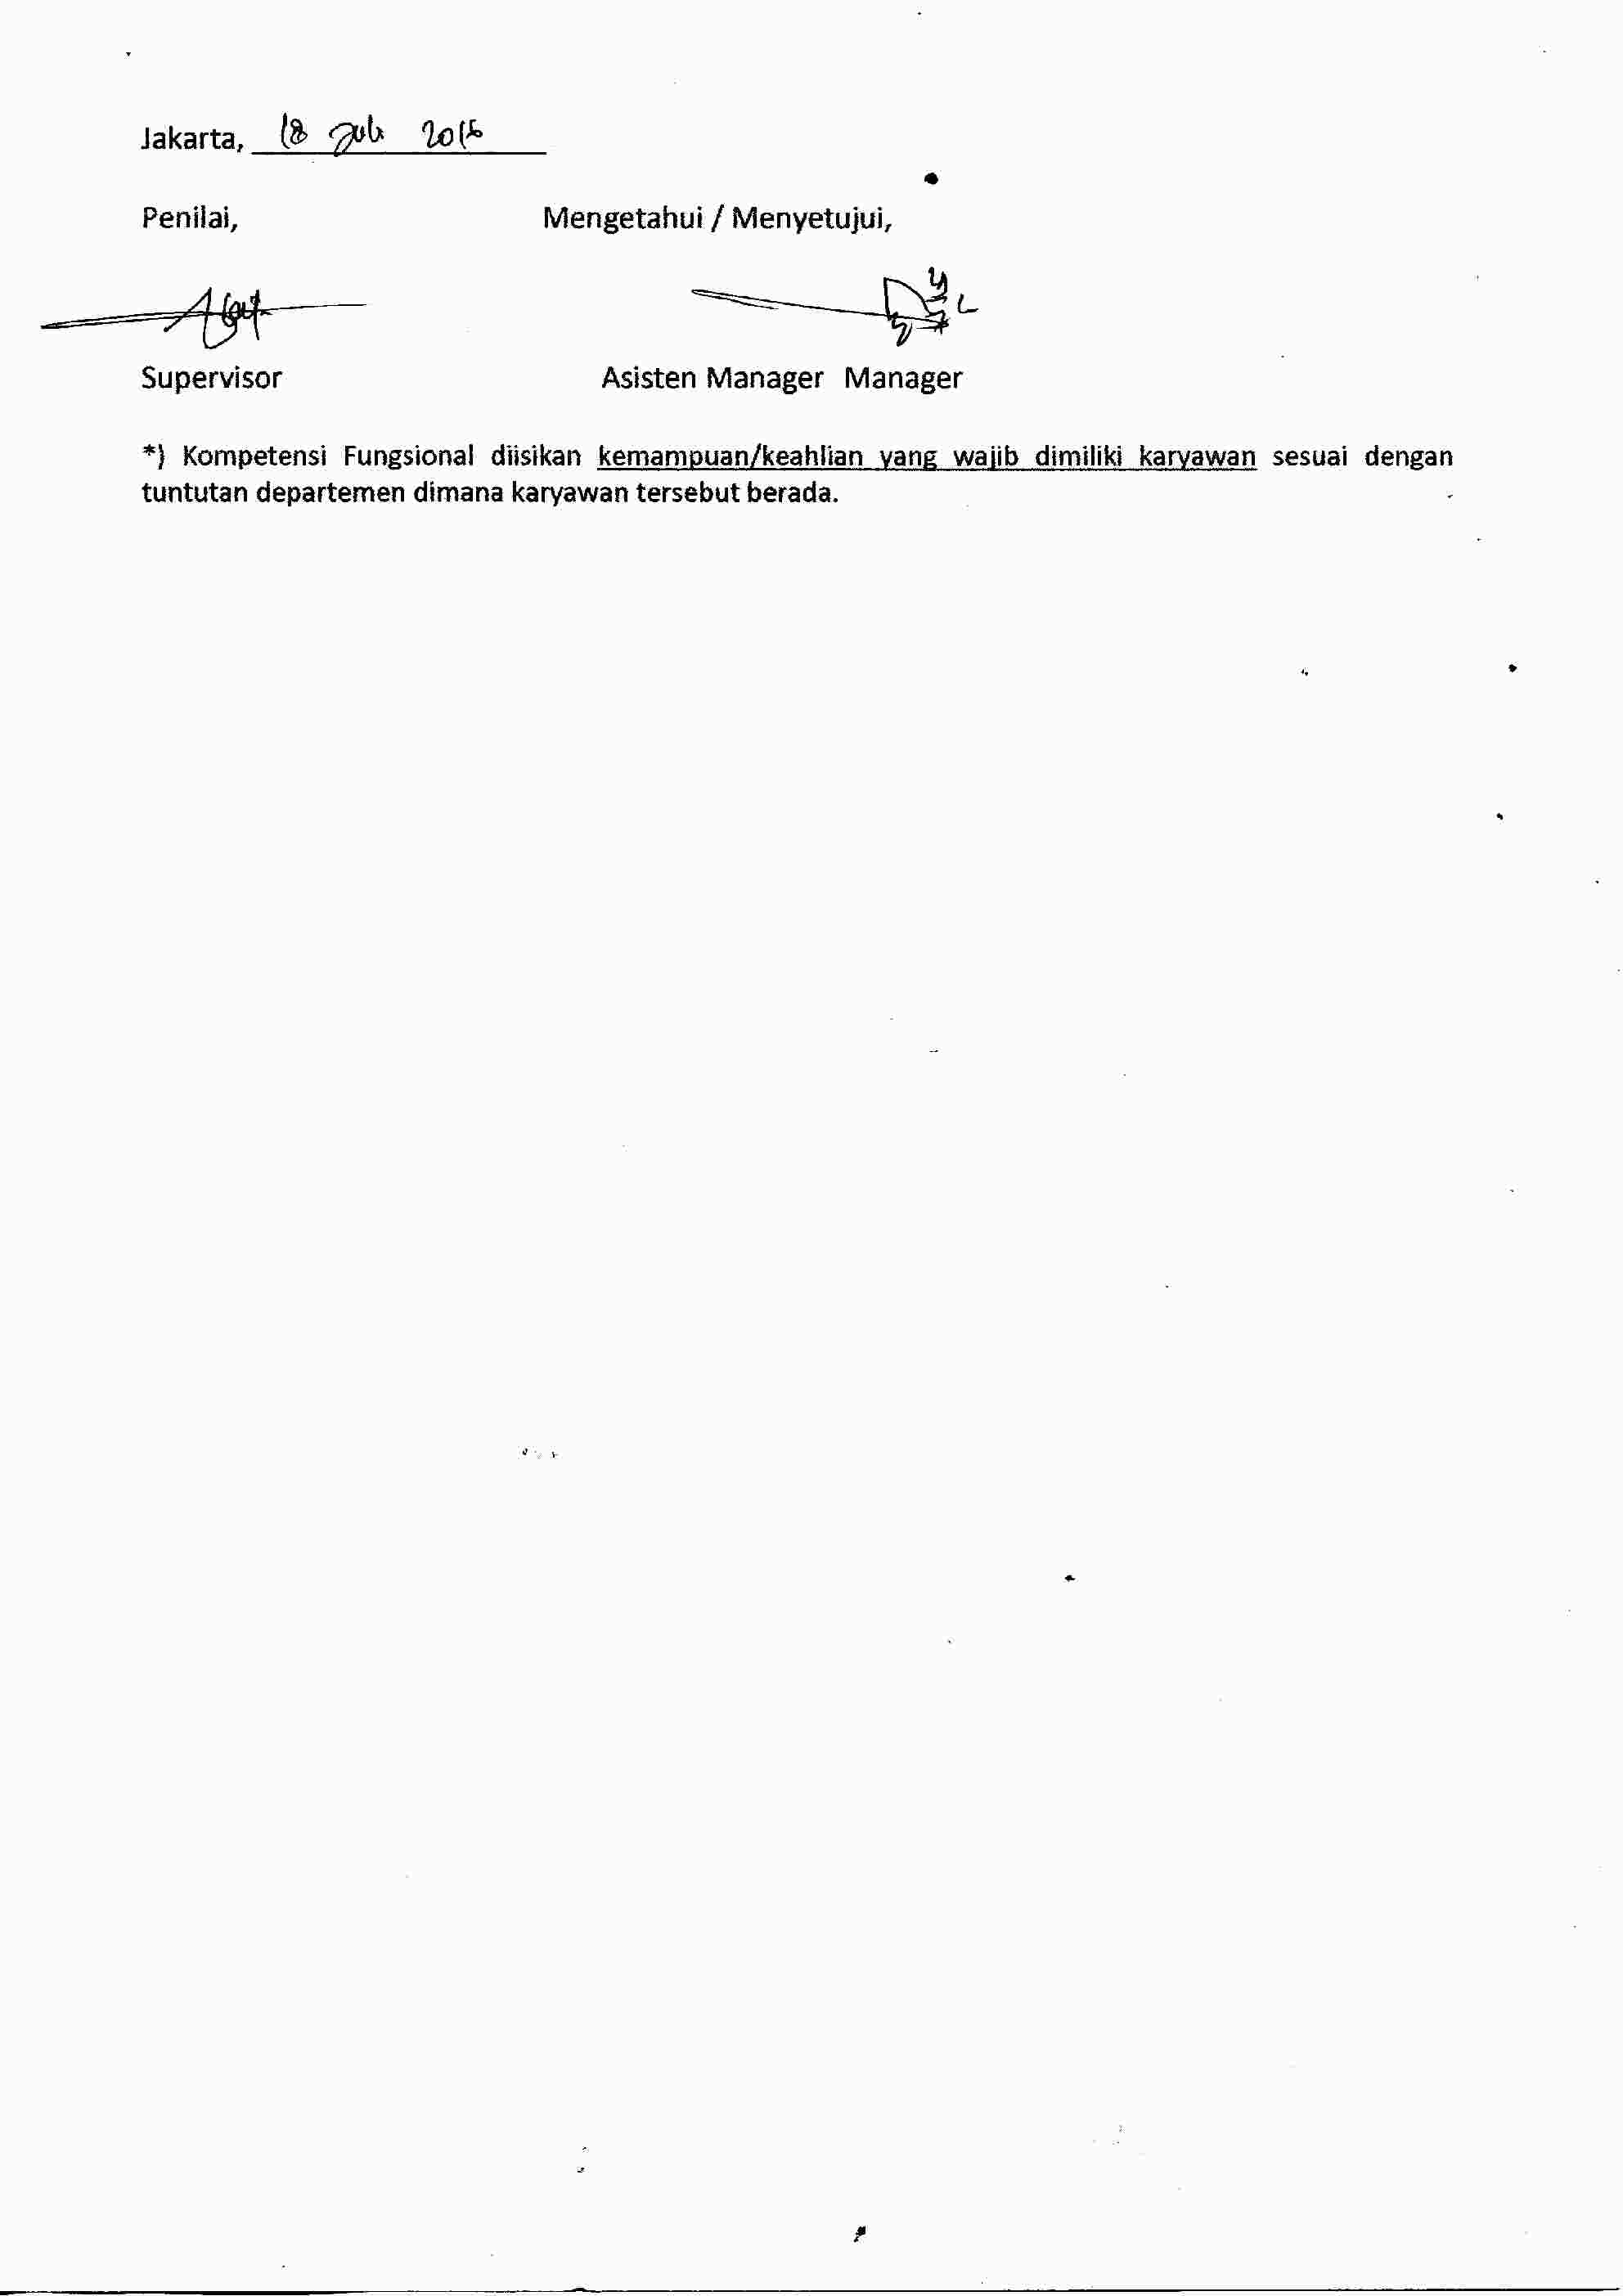 Jakarta, 18 Juli 2016
Penilai, Mengetahui / Menyetujui,
Supervisor Asisten Manager Manager
*) Kompetensi Fungsional diisikan kemampuan/keahlian yang wajib dimiliki karyawan sesuai dengan
tuntutan departemen dimana karyawan tersebut berada.